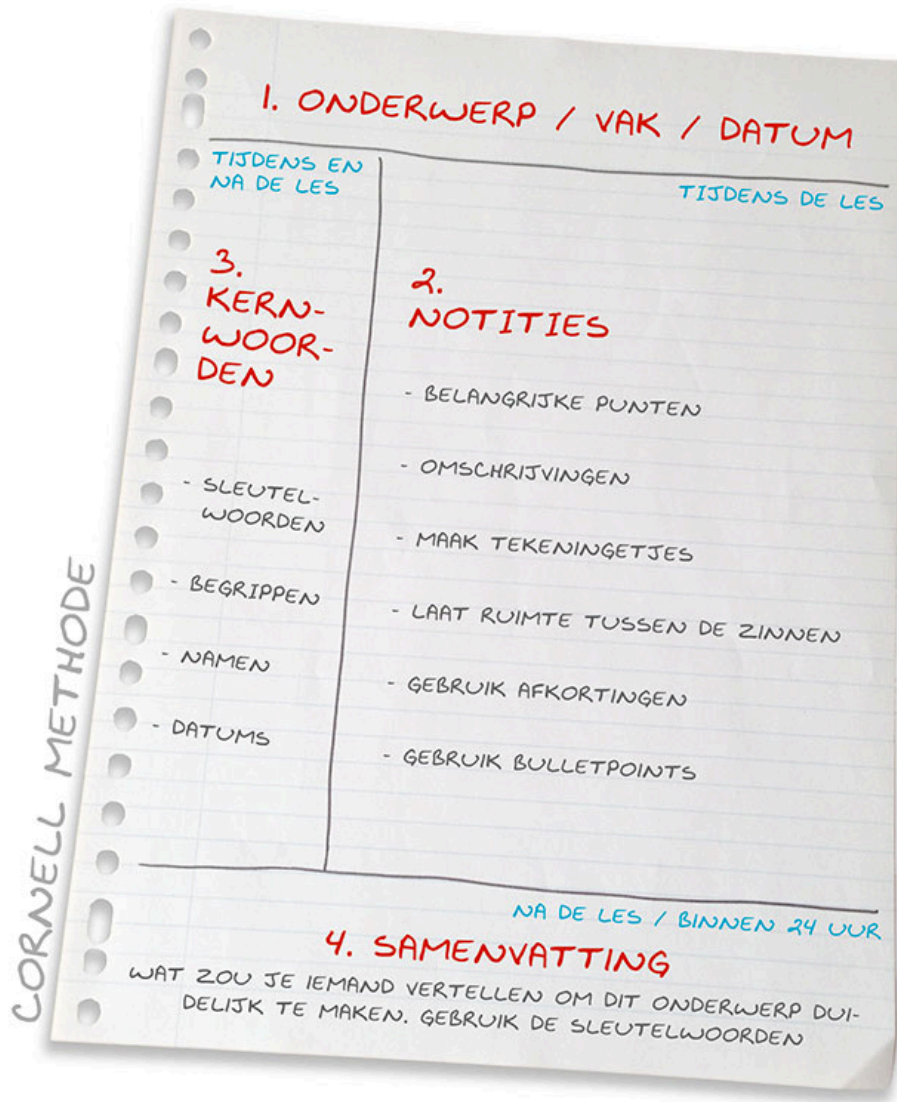 1. ONDERWERP / VAK / DATUM
TIJDENS EN
NA DE LES
TIJDENS DE LES
3.
KERN-
WOOR-
DEN
- SLEUTEL-
WOORDEN
- BEGRIPPEN
- NAMEN
- DATUMS
2.
NOTITIES
- BELANGRIJKE PUNTEN
- OMSCHRIJVINGEN
- MAAK TEKENINGETJES
- LAAT RUIMTE TUSSEN DE ZINNEN
- GEBRUIK AFKORTINGEN
- GEBRUIK BULLETPOINTS
NA DE LES / BINNEN 24 UUR
4. SAMENVATTING
WAT ZOU JE IEMAND VERTELLEN OM DIT ONDERWERP DUI-
DELIJK TE MAKEN. GEBRUIK DE SLEUTELWOORDEN
CORNELL METHODE